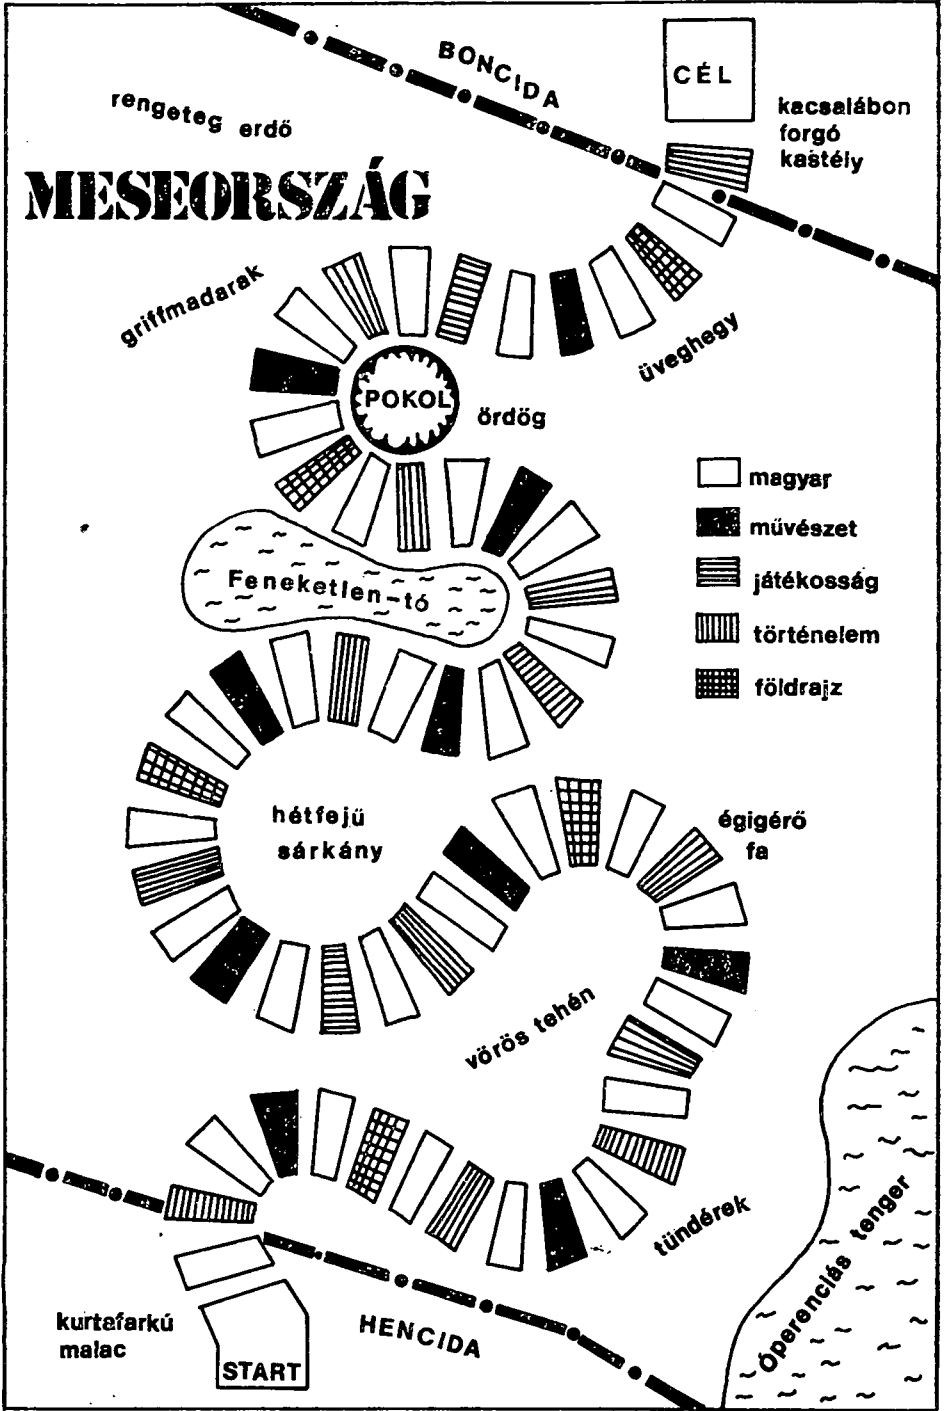 BONCIDA
CÉL
rengeteg erdő
kacsalábon
forgó
kastély
MESEORSZÁG
griffmadarak
üveghegy
POKOL
ördög
magyar
művészet
játékosság
történelem
földrajz
Feneketlen-tó
hétfejű
sárkány
égigérő
fa
vörös tehén
tündérek
Óperenciás tenger
kurtafarkú
malac
HENCIDA
START